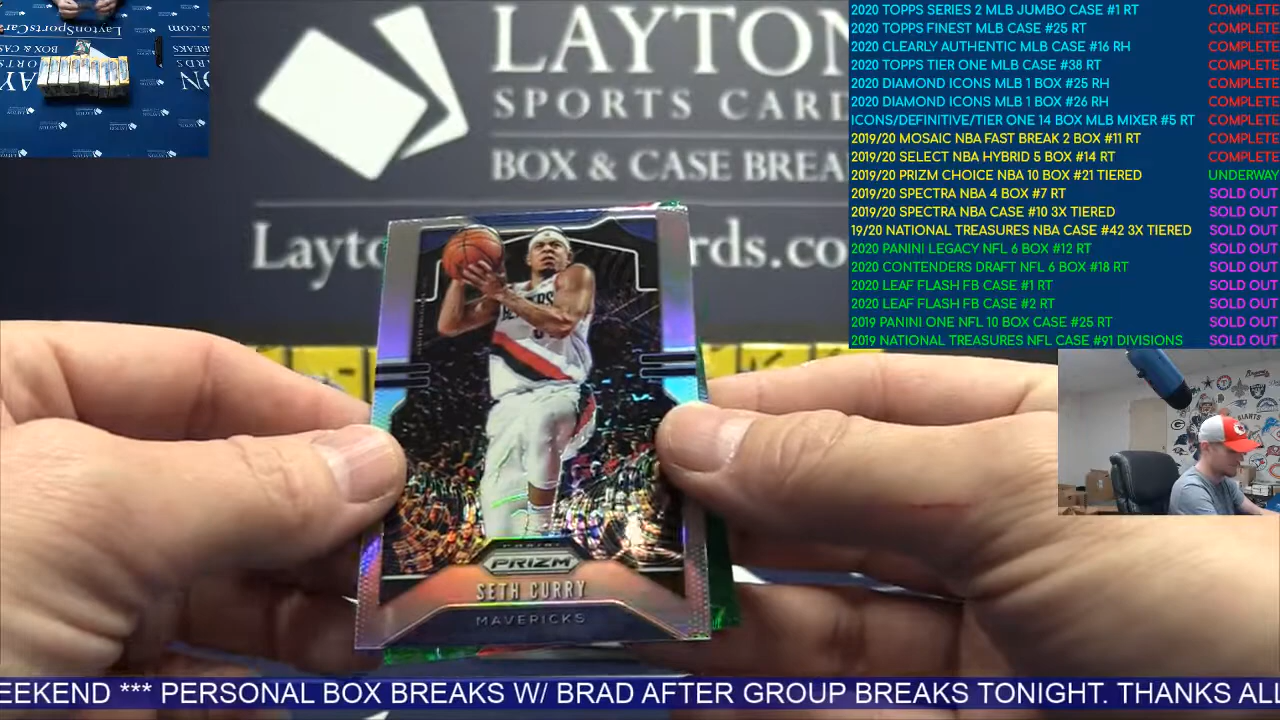 LAYTON
SPORTS CARD
BOX & CASE BREA
rds.co
2020 TOPPS SERIES 2 MLB JUMBO CASE #1 RT COMPLETE
2020 TOPPS FINEST MLB CASE #25 RT COMPLETE
2020 CLEARLY AUTHENTIC MLB CASE #16 RH COMPLETE
2020 TOPPS TIER ONE MLB CASE #38 RT COMPLETE
2020 DIAMOND ICONS MLB 1 BOX #25 RH COMPLETE
2020 DIAMOND ICONS MLB 1 BOX #26 RH COMPLETE
ICONS/DEFINITIVE/TIER ONE 14 BOX MLB MIXER #5 RT COMPLETE
2019/20 MOSAIC NBA FAST BREAK 2 BOX #11 RT COMPLETE
2019/20 SELECT NBA HYBRID 5 BOX #14 RT COMPLETE
2019/20 PRIZM CHOICE NBA 10 BOX #21 TIERED UNDERWAY
2019/20 SPECTRA NBA 4 BOX #7 RT SOLD OUT
2019/20 SPECTRA NBA CASE #10 3X TIERED SOLD OUT
19/20 NATIONAL TREASURES NBA CASE #42 3X TIERED SOLD OUT
2020 PANINI LEGACY NFL 6 BOX #12 RT SOLD OUT
2020 CONTENDERS DRAFT NFL 6 BOX #18 RT SOLD OUT
2020 LEAF FLASH FB CASE #1 RT SOLD OUT
2020 LEAF FLASH FB CASE #2 RT SOLD OUT
2019 PANINI ONE NFL 10 BOX CASE #25 RT SOLD OUT
2019 NATIONAL TREASURES NFL CASE #91 DIVISIONS SOLD OUT
PANINI
PRIZM
SETH CURRY
MAVERICKS
EEKEND *** PERSONAL BOX BREAKS W/ BRAD AFTER GROUP BREAKS TONIGHT. THANKS ALL